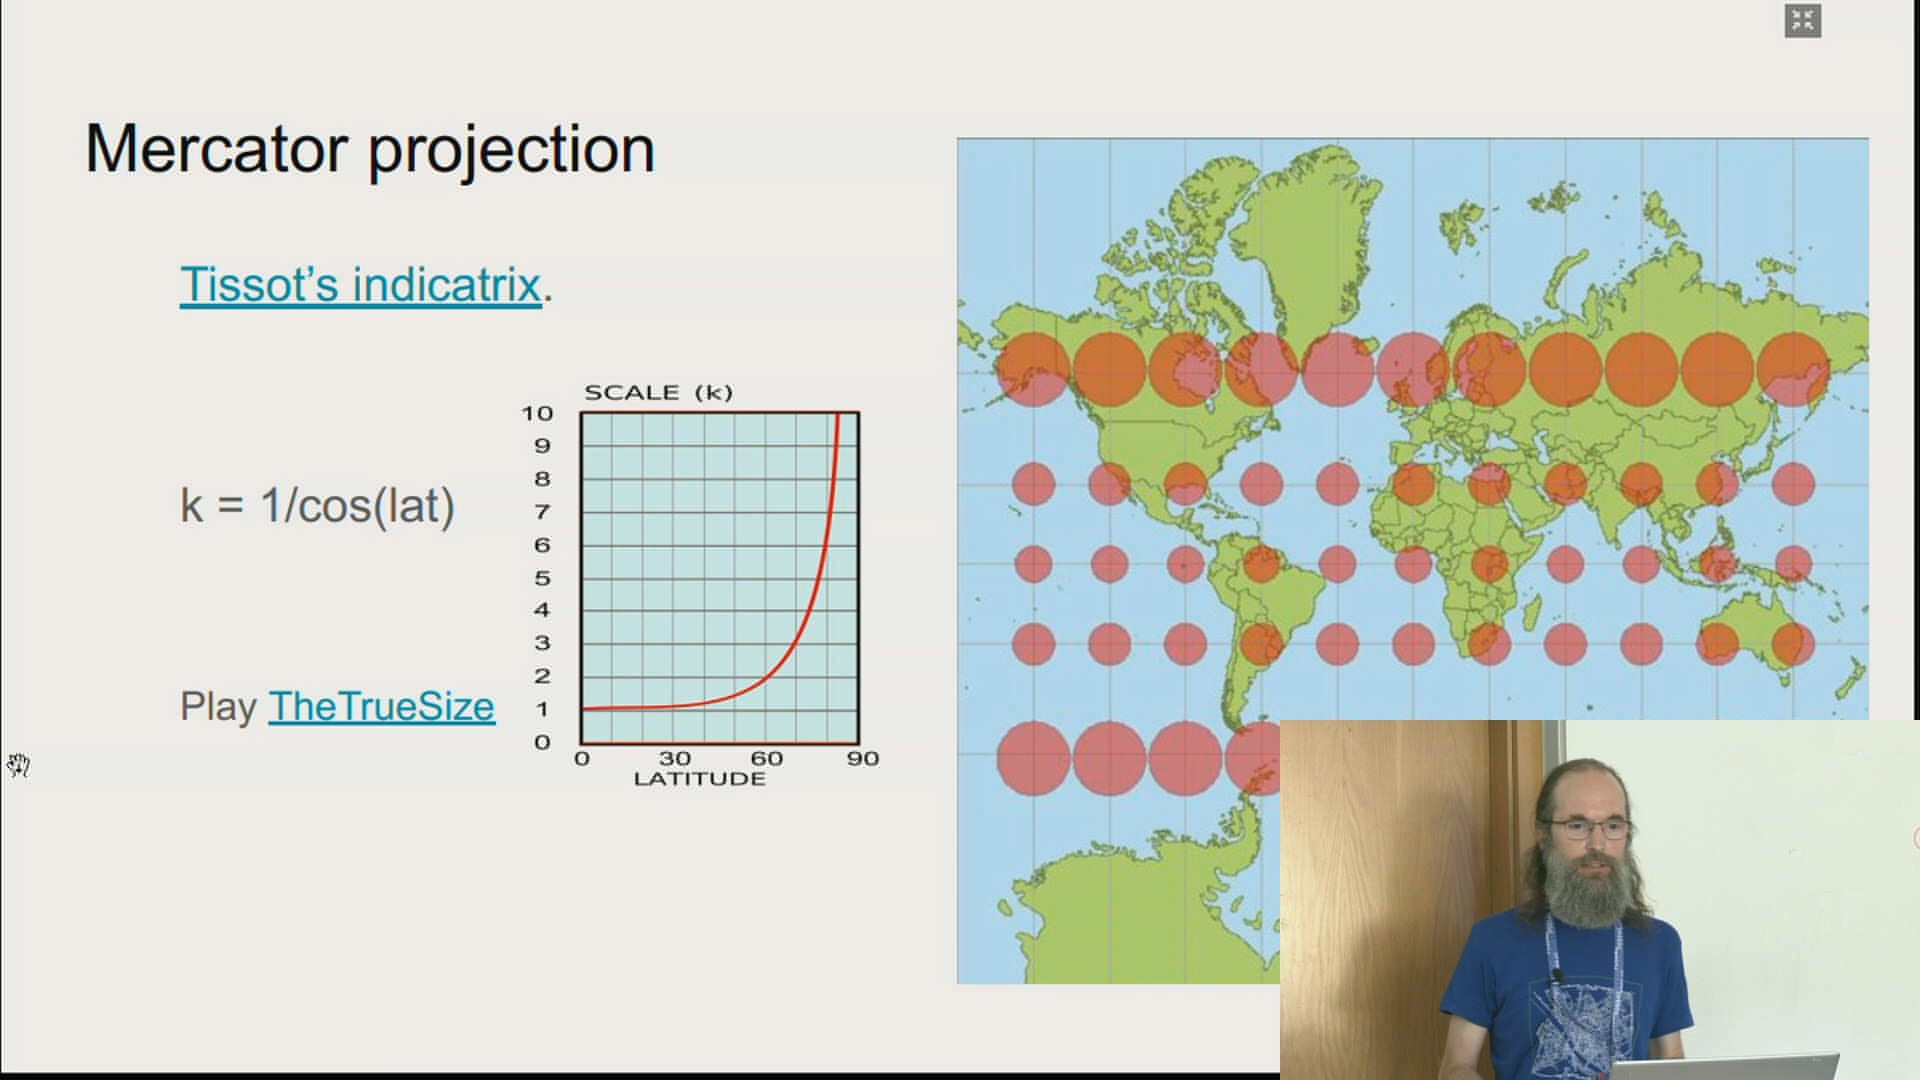 Mercator projection
Tissot’s indicatrix.
k = 1/cos(lat)
Play TheTrueSize
SCALE (k)
10
9
8
7
6
5
4
3
2
1
0
0 30 60 90
LATITUDE